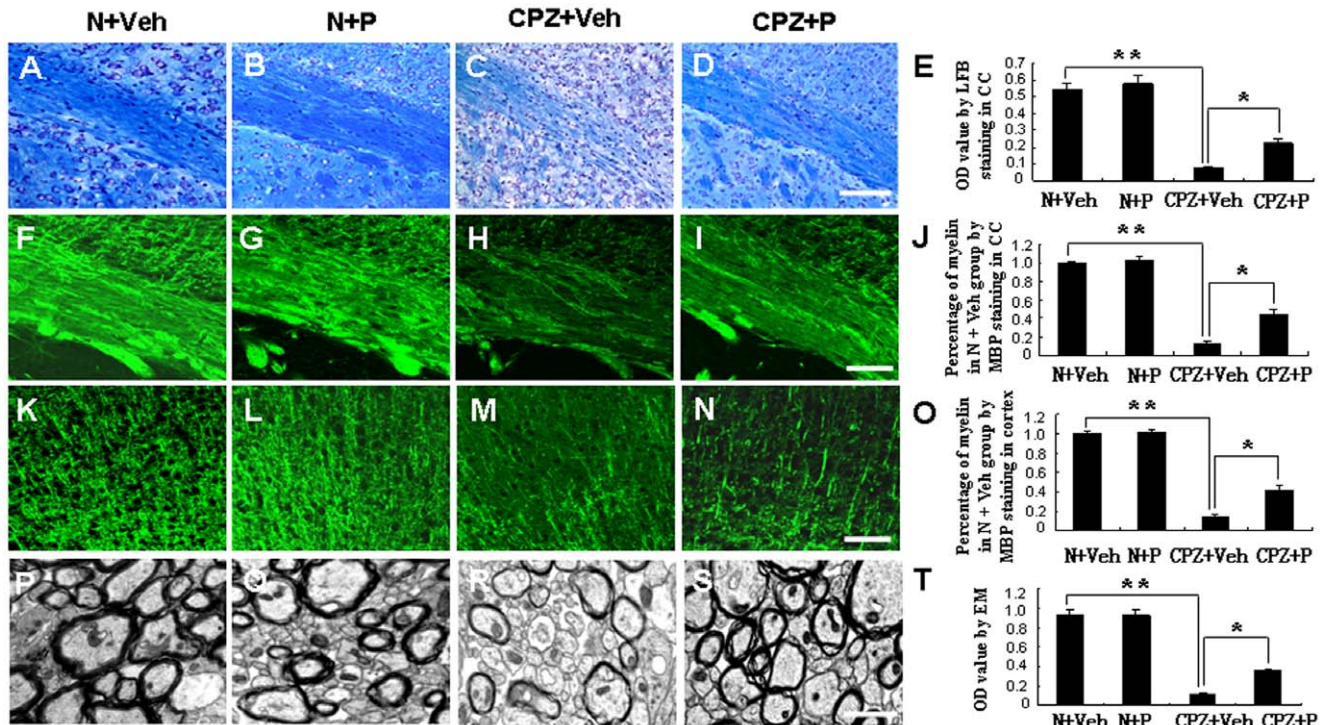 N+Veh N+P CPZ+Veh CPZ+P
A B C D
E
OD value by LFB
staining in CC
0.7
0.6
0.5
0.4
0.3
0.2
0.1
0
** *
N+Veh N+P CPZ+Veh CPZ+P
F G H I
J
Percentage of myelin
in N + Veh group by
MBP staining in CC
1.2
1.0
0.8
0.6
0.4
0.2
0
** *
N+Veh N+P CPZ+Veh CPZ+P
K L M N
O
Percentage of myelin
in N + Veh group by
MBP staining in cortex
1.2
1.0
0.8
0.6
0.4
0.2
0
** *
N+Veh N+P CPZ+Veh CPZ+P
P Q R S
T
OD value by EM
1.2
1.0
0.8
0.6
0.4
0.2
0
** *
N+Veh N+P CPZ+Veh CPZ+P